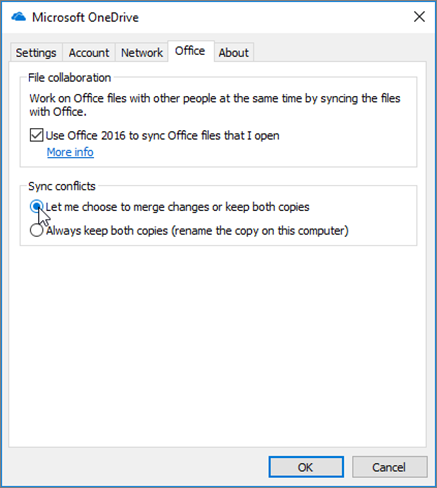 Microsoft OneDrive
Settings Account Network Office About
File collaboration
Work on Office files with other people at the same time by syncing the files
with Office.
Use Office 2016 to sync Office files that I open
More info
Sync conflicts
Let me choose to merge changes or keep both copies
Always keep both copies (rename the copy on this computer)
OK Cancel